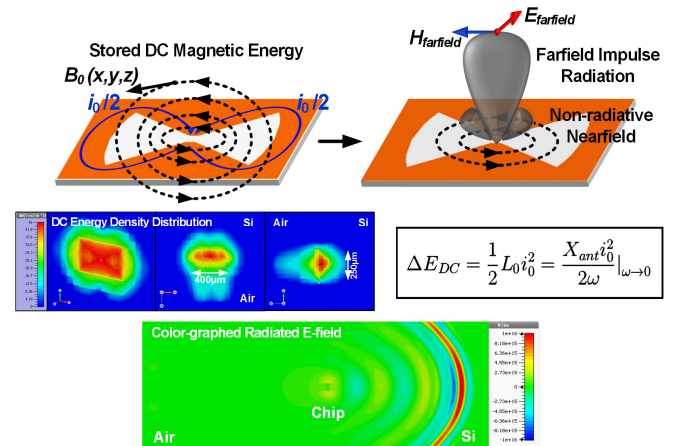 Stored DC Magnetic Energy
B0(x,y,z)
i0/2
i0/2
Efarfield
Hfarfield
Farfield Impulse
Radiation
Non-radiative
Nearfield
DC Energy Density Distribution
Si
Air
Si
400μm
Air
250μm
ΔE_DC = 1/2 L_0 i_0^2 = X_ant i_0^2 / 2ω |ω→0
Color-graphed Radiated E-field
Chip
Air
Si
V/m
1e+16
8.18e+15
6.36e+15
4.55e+15
2.73e+15
0
-2.73e+15
-4.55e+15
-6.36e+15
-8.18e+15
-1e+16